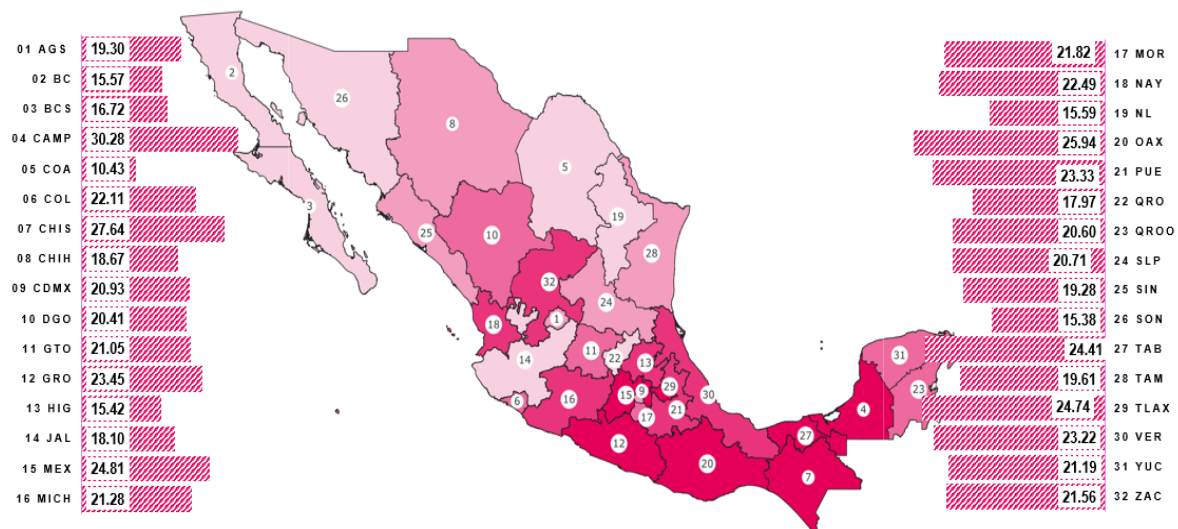 01 AGS 19.30
02 BC 15.57
03 BCS 16.72
04 CAMP 30.28
05 COA 10.43
06 COL 22.11
07 CHIS 27.64
08 CHIH 18.67
09 CDMX 20.93
10 DGO 20.41
11 GTO 21.05
12 GRO 23.45
13 HIG 15.42
14 JAL 18.10
15 MEX 24.81
16 MICH 21.28
2
26
8
5
3
19
25
10
28
32
24
18
1
14
11
22
13
31
6
16
15
9
29
30
23
17
21
4
12
27
20
7
21.82 17 MOR
22.49 18 NAY
15.59 19 NL
25.94 20 OAX
23.33 21 PUE
17.97 22 QRO
20.60 23 QROO
20.71 24 SLP
19.28 25 SIN
15.38 26 SON
24.41 27 TAB
19.61 28 TAM
24.74 29 TLAX
23.22 30 VER
21.19 31 YUC
21.56 32 ZAC